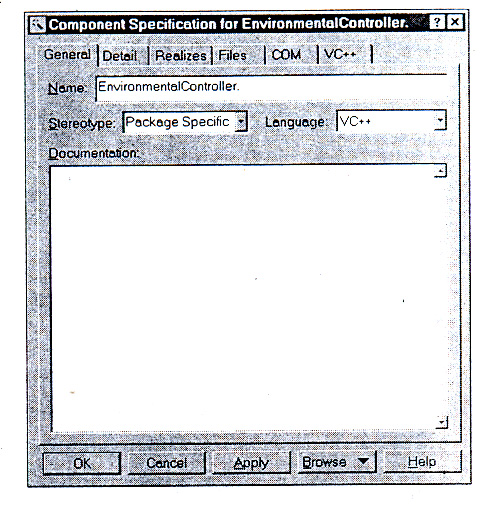 Component Specification for EnvironmentalController. ? ×
General Detail Realizes Files COM VC++
Name: EnvironmentalController.
Stereotype: Package Specific Language: VC++
Documentation:
OK Cancel Apply Browse Help